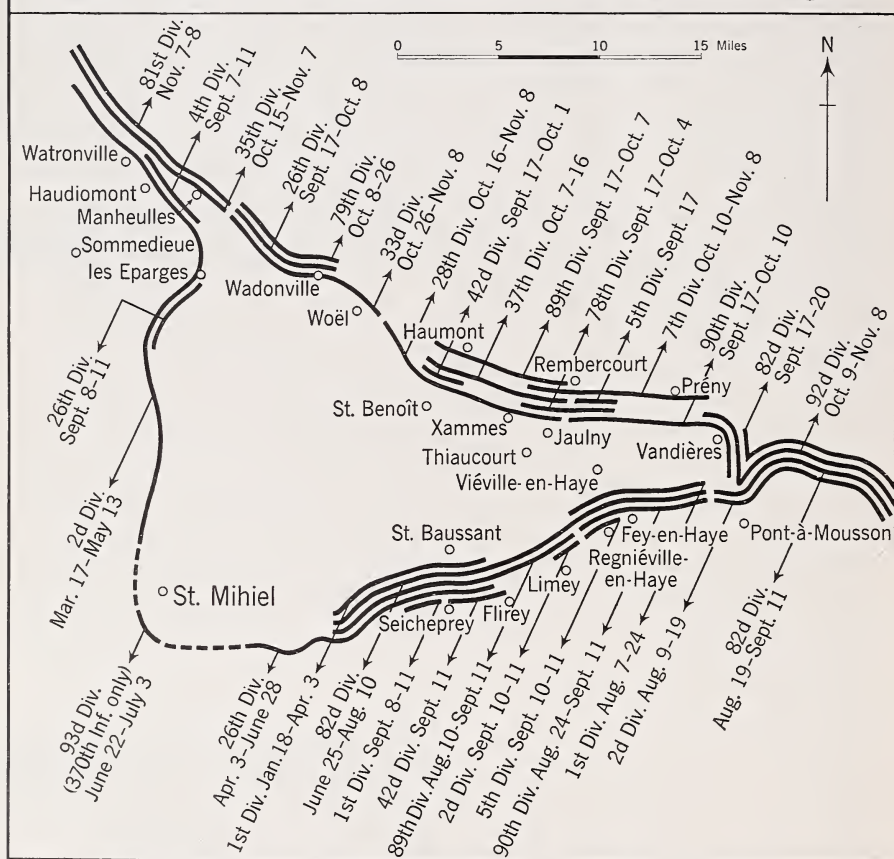 0 5 10 15 Miles
N
81st Div.
Nov. 7–8
4th Div.
Sept. 7–11
35th Div.
Oct. 15–Nov. 7
26th Div.
Sept. 17–Oct. 8
79th Div.
Oct. 8–26
33d Div.
Oct. 26–Nov. 8
28th Div. Oct. 16–Nov. 8
42d Div. Sept. 17–Oct. 1
37th Div. Oct. 7–16
89th Div. Sept. 17–Oct. 7
78th Div. Sept. 17–Oct. 4
5th Div. Sept. 17
7th Div. Oct. 10–Nov. 8
90th Div.
Sept. 17–Oct. 10
82d Div.
Sept. 17–20
92d Div.
Oct. 9–Nov. 8
Watronville
Haudiomont
Manheulles
Sommedieue
les Eparges
Wadonville
Woël
Haumont
Rembercourt
Prény
St. Benoît
Xammes
Jaulny
Thiaucourt
Vandières
Viéville-en-Haye
St. Baussant
Fey-en-Haye
Pont-à-Mousson
Regniéville-
en-Haye
Limey
Flirey
Seicheprey
St. Mihiel
26th Div.
Sept. 8–11
2d Div.
Mar. 17–May 13
93d Div.
(370th Inf. only)
June 22–July 3
26th Div.
Apr. 3–June 28
1st Div. Jan. 18–Apr. 3
82d Div.
June 25–Aug. 10
1st Div. Sept. 8–11
42d Div. Sept. 11
89th Div. Aug. 10–Sept. 11
2d Div. Sept. 10–11
5th Div. Sept. 10–11
90th Div. Aug. 24–Sept. 11
1st Div. Aug. 7–24
2d Div. Aug. 9–19
82d Div.
Aug. 19–Sept. 11